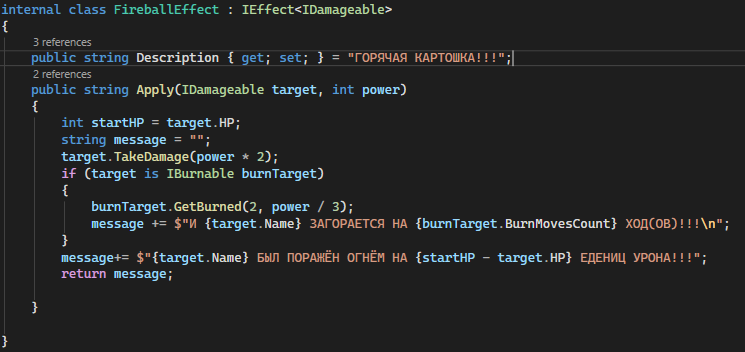 internal class FireballEffect : IEffect<IDamageable>
{
3 references
public string Description { get; set; } = "ГОРЯЧАЯ КАРТОШКА!!!";
2 references
public string Apply(IDamageable target, int power)
{
int startHP = target.HP;
string message = "";
target.TakeDamage(power * 2);
if (target is IBurnable burnTarget)
{
burnTarget.GetBurned(2, power / 3);
message += $"И {target.Name} ЗАГОРАЕТСЯ НА {burnTarget.BurnMovesCount} ХОД(ОВ)!!!\n";
}
message+= $"{target.Name} БЫЛ ПОРАЖЁН ОГНЁМ НА {startHP - target.HP} ЕДЕНИЦ УРОНА!!!";
return message;
}
}